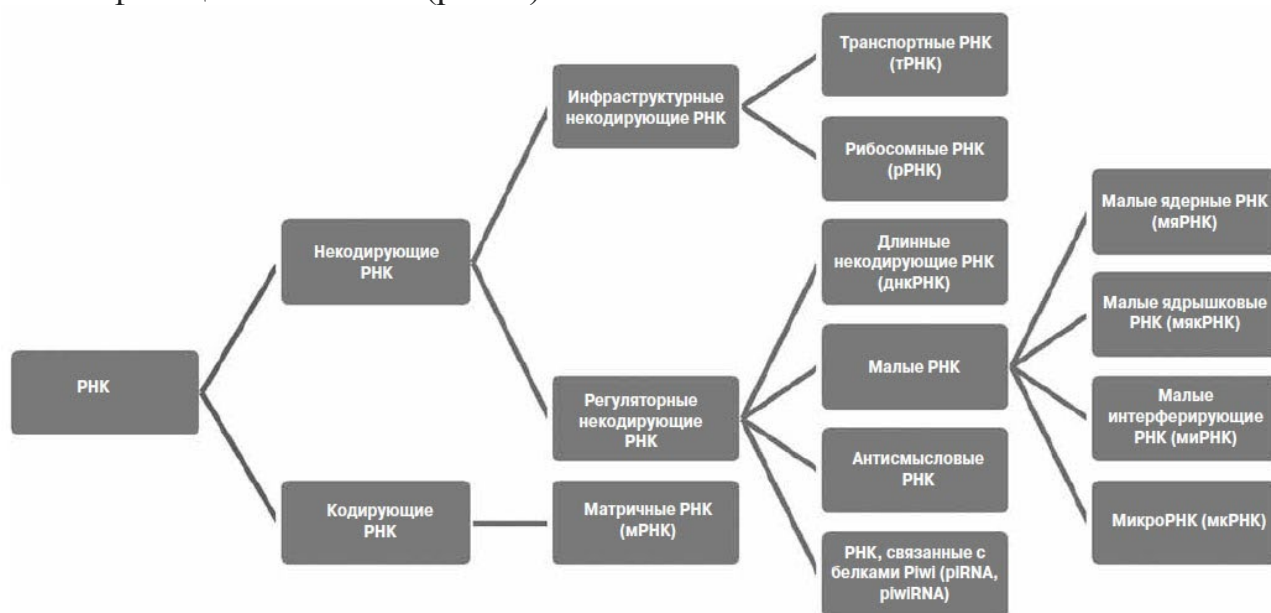 Транспортные РНК
(тРНК)
Инфраструктурные
некодирующие РНК
Рибосомные РНК
(рРНК)
Малые ядерные РНК
(мяРНК)
Некодирующие
РНК
Длинные
некодирующие РНК
(днкРНК)
Малые ядрышковые
РНК (мякРНК)
РНК
Малые РНК
Регуляторные
некодирующие
РНК
Малые
интерферирующие
РНК (миРНК)
Антисмысловые
РНК
Кодирующие
РНК
Матричные РНК
(мРНК)
МикроРНК (мкРНК)
РНК, связанные с
белками Piwi (piRNA,
piwiRNA)